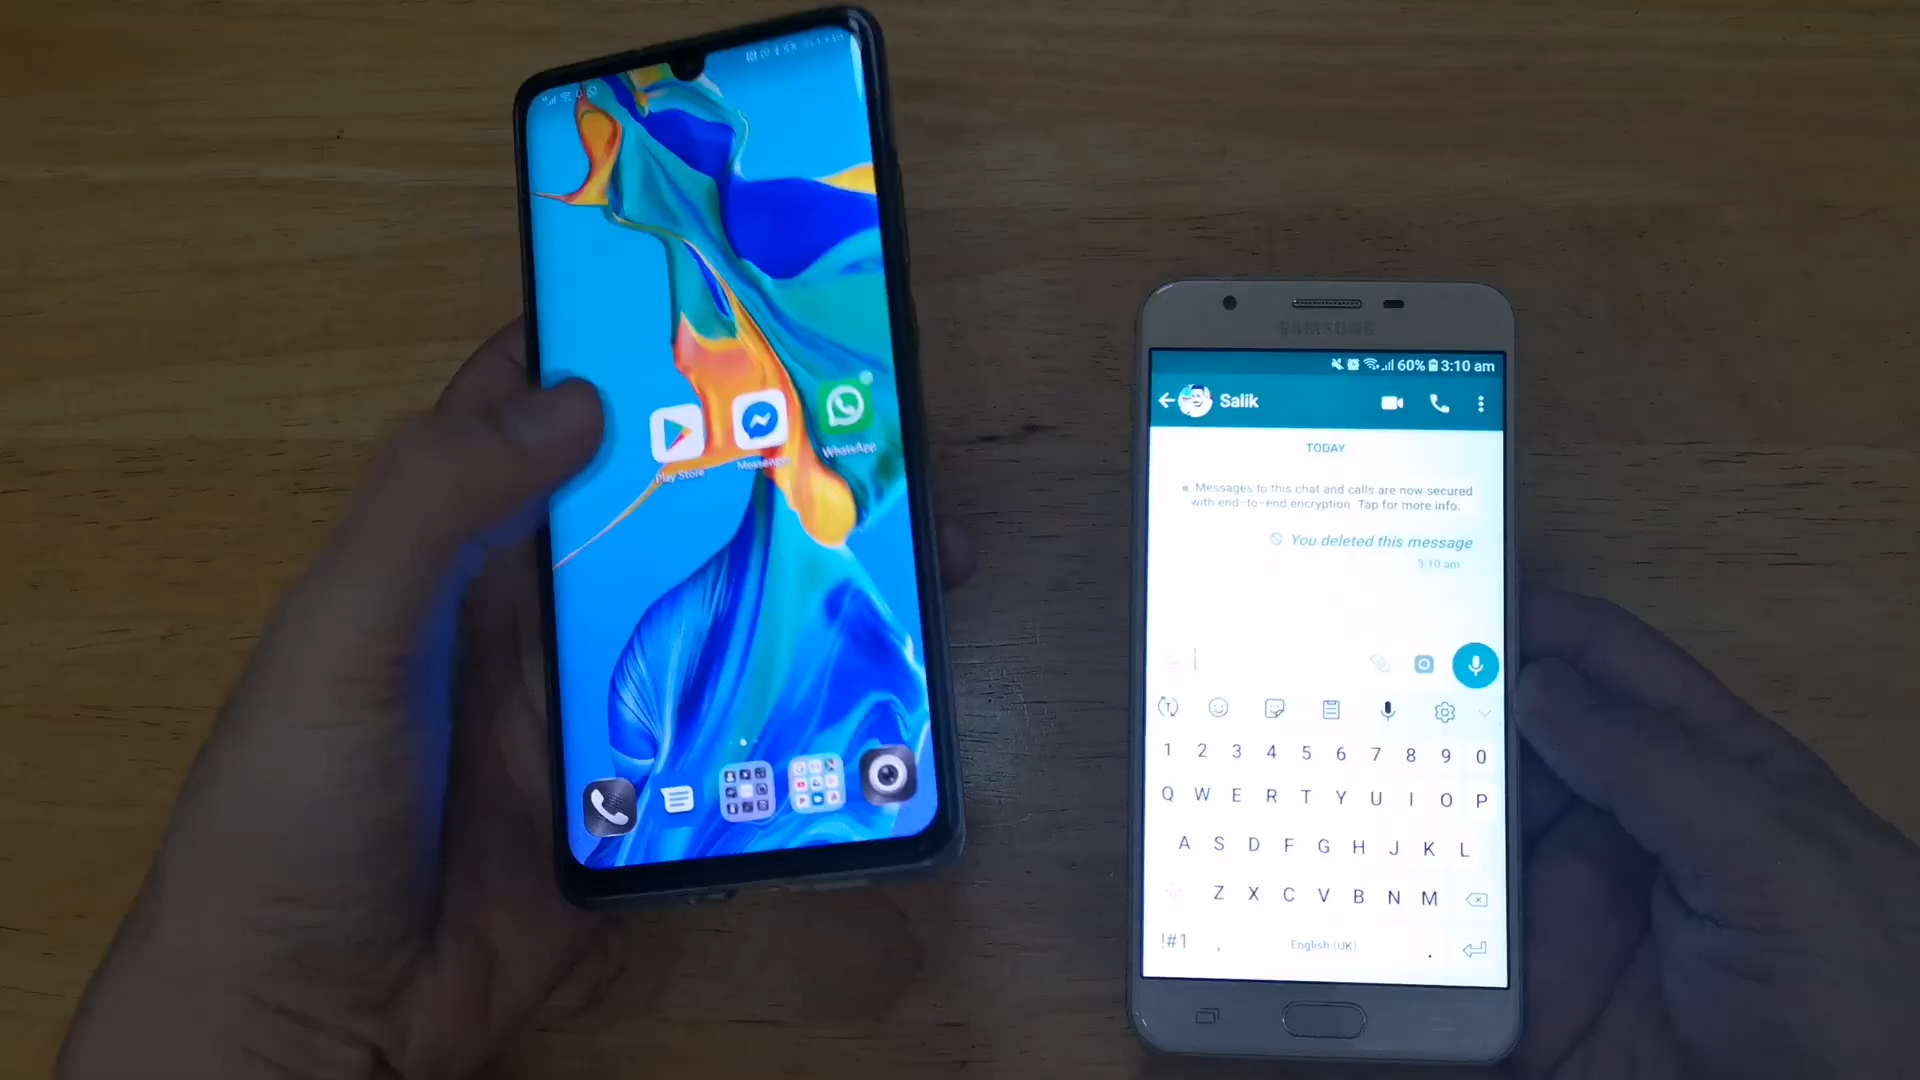 Play Store
Messenger
WhatsApp
SAMSUNG
60% 3:10 am
Salik
TODAY
Messages to this chat and calls are now secured
with end-to-end encryption. Tap for more info.
You deleted this message
3:10 am
1 2 3 4 5 6 7 8 9 0
Q W E R T Y U I O P
A S D F G H J K L
Z X C V B N M
!#1 , English (UK) .